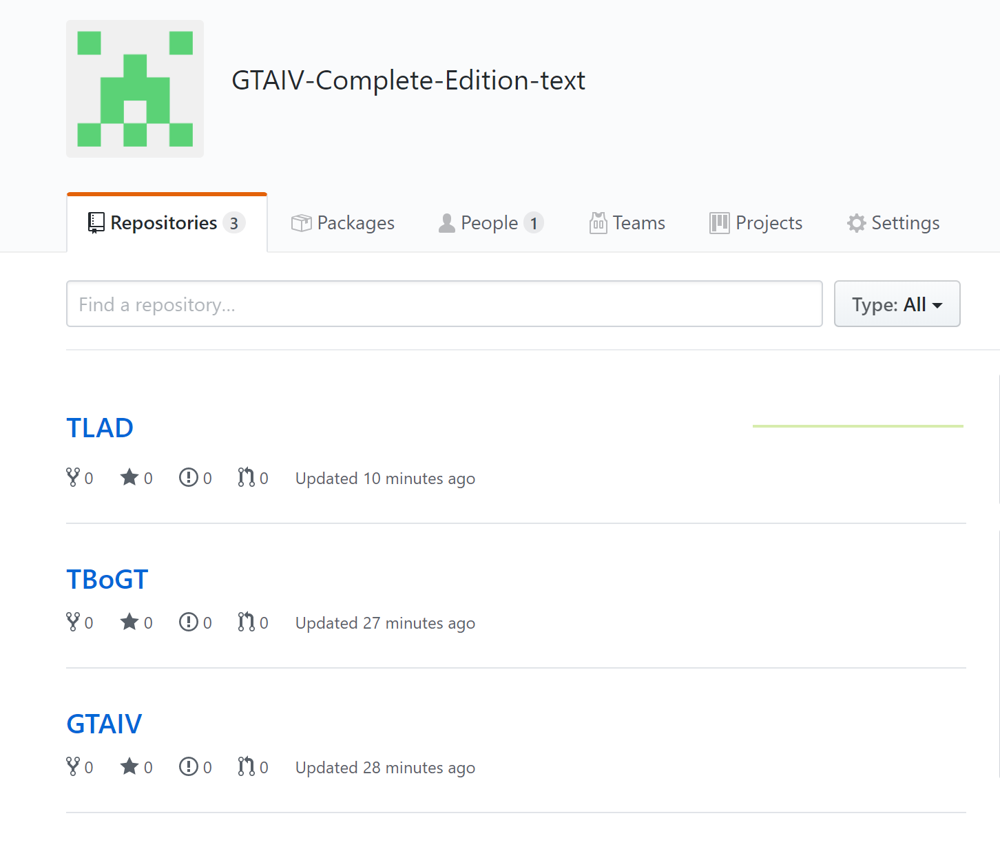 GTAIV-Complete-Edition-text
Repositories 3 Packages People 1 Teams Projects Settings
Find a repository... Type: All
TLAD
0 0 0 0 Updated 10 minutes ago
TBoGT
0 0 0 0 Updated 27 minutes ago
GTAIV
0 0 0 0 Updated 28 minutes ago